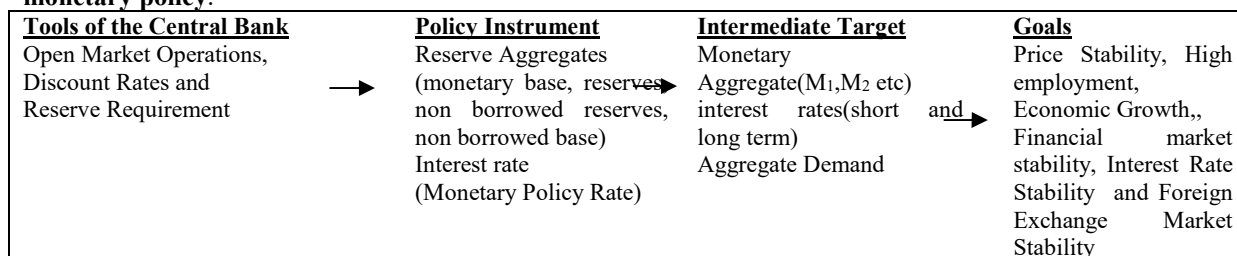 monetary policy.
Tools of the Central Bank
Open Market Operations,
Discount Rates and
Reserve Requirement
Policy Instrument
Reserve Aggregates
(monetary base, reserves,
non borrowed reserves,
non borrowed base)
Interest rate
(Monetary Policy Rate)
Intermediate Target
Monetary
Aggregate(M₁,M₂ etc)
interest rates(short and
long term)
Aggregate Demand
Goals
Price Stability, High
employment,
Economic Growth,,
Financial market
stability, Interest Rate
Stability and Foreign
Exchange Market
Stability